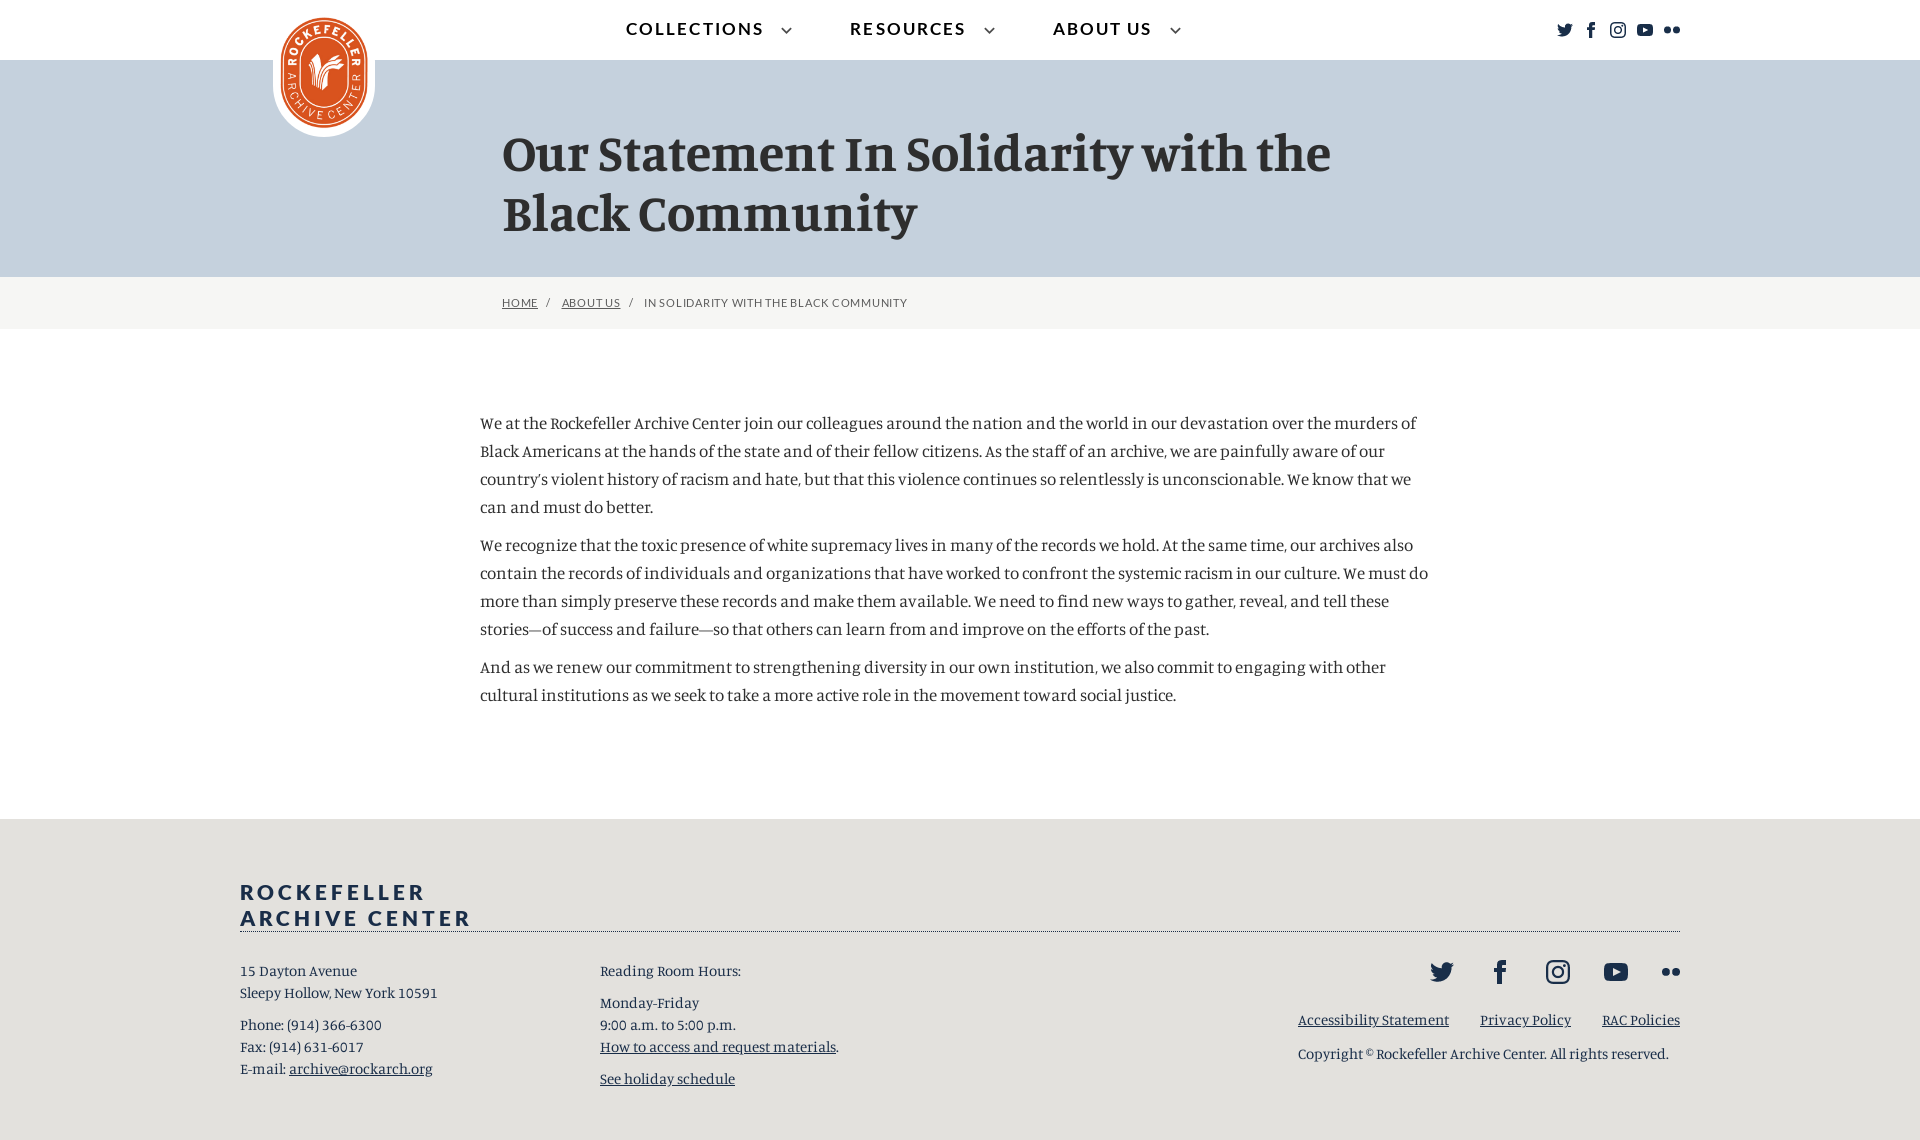 ROCKEFELLER
ARCHIVE CENTER
COLLECTIONS
RESOURCES
ABOUT US
Our Statement In Solidarity with the
Black Community
HOME / ABOUT US / IN SOLIDARITY WITH THE BLACK COMMUNITY
We at the Rockefeller Archive Center join our colleagues around the nation and the world in our devastation over the murders of
Black Americans at the hands of the state and of their fellow citizens. As the staff of an archive, we are painfully aware of our
country’s violent history of racism and hate, but that this violence continues so relentlessly is unconscionable. We know that we
can and must do better.
We recognize that the toxic presence of white supremacy lives in many of the records we hold. At the same time, our archives also
contain the records of individuals and organizations that have worked to confront the systemic racism in our culture. We must do
more than simply preserve these records and make them available. We need to find new ways to gather, reveal, and tell these
stories—of success and failure—so that others can learn from and improve on the efforts of the past.
And as we renew our commitment to strengthening diversity in our own institution, we also commit to engaging with other
cultural institutions as we seek to take a more active role in the movement toward social justice.
ROCKEFELLER
ARCHIVE CENTER
15 Dayton Avenue
Sleepy Hollow, New York 10591
Phone: (914) 366-6300
Fax: (914) 631-6017
E-mail: archive@rockarch.org
Reading Room Hours:
Monday-Friday
9:00 a.m. to 5:00 p.m.
How to access and request materials.
See holiday schedule
Accessibility Statement
Privacy Policy
RAC Policies
Copyright © Rockefeller Archive Center. All rights reserved.